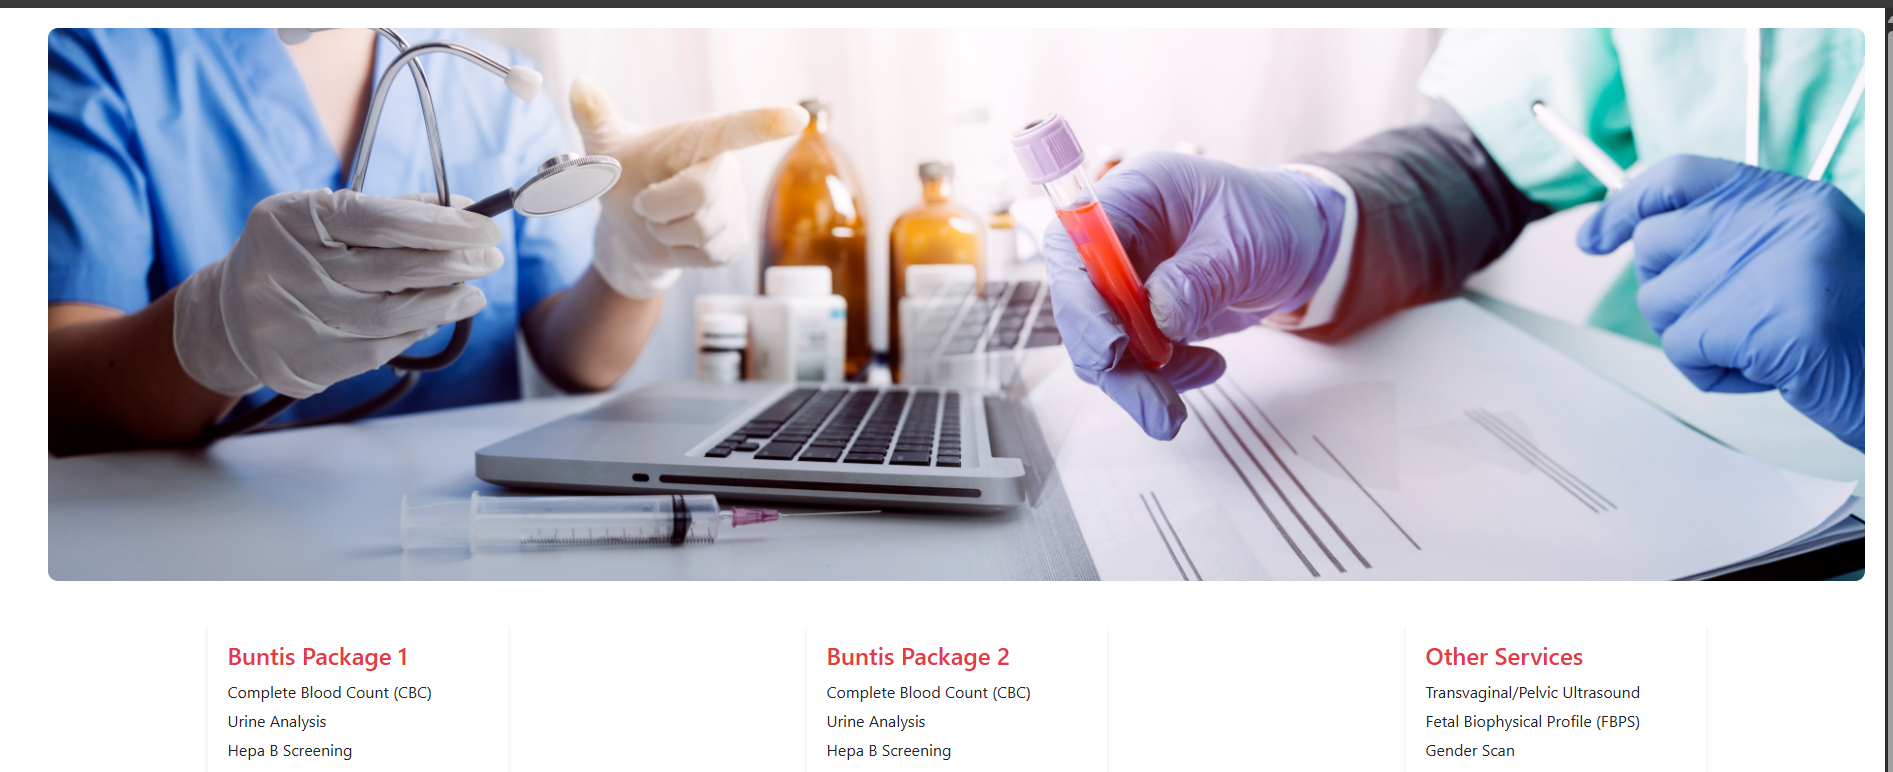 Buntis Package 1
Complete Blood Count (CBC)
Urine Analysis
Hepa B Screening
Buntis Package 2
Complete Blood Count (CBC)
Urine Analysis
Hepa B Screening
Other Services
Transvaginal/Pelvic Ultrasound
Fetal Biophysical Profile (FBPS)
Gender Scan